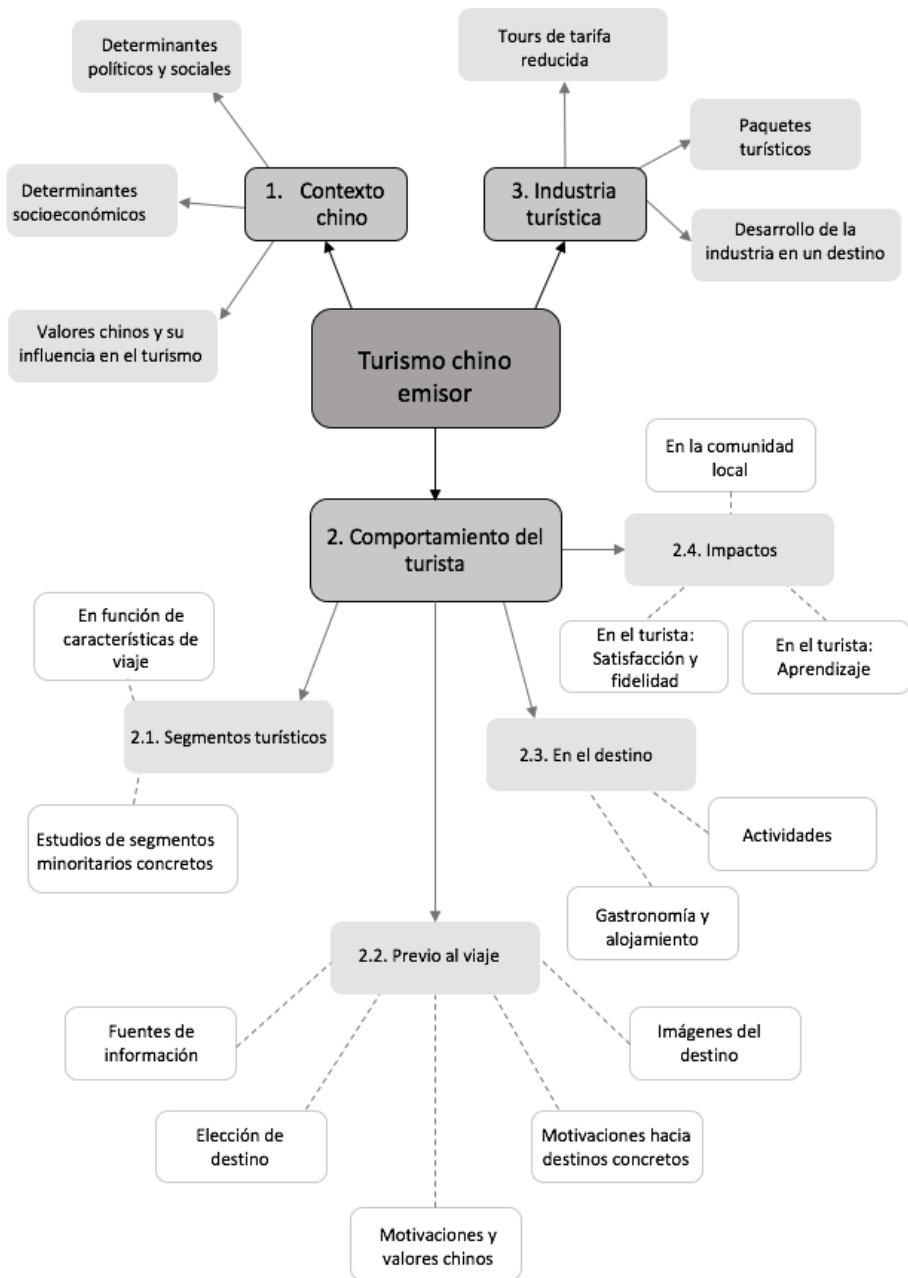 Determinantes
políticos y sociales
Tours de tarifa
reducida
Paquetes
turísticos
Determinantes
socioeconómicos
1. Contexto
chino
3. Industria
turística
Desarrollo de la
industria en un destino
Valores chinos y su
influencia en el turismo
Turismo chino
emisor
En la comunidad
local
2. Comportamiento del
turista
2.4. Impactos
En función de
características de
viaje
En el turista:
Satisfacción y
fidelidad
En el turista:
Aprendizaje
2.1. Segmentos turísticos
2.3. En el destino
Estudios de segmentos
minoritarios concretos
Actividades
Gastronomía y
alojamiento
2.2. Previo al viaje
Fuentes de
información
Imágenes del
destino
Elección de
destino
Motivaciones hacia
destinos concretos
Motivaciones y
valores chinos